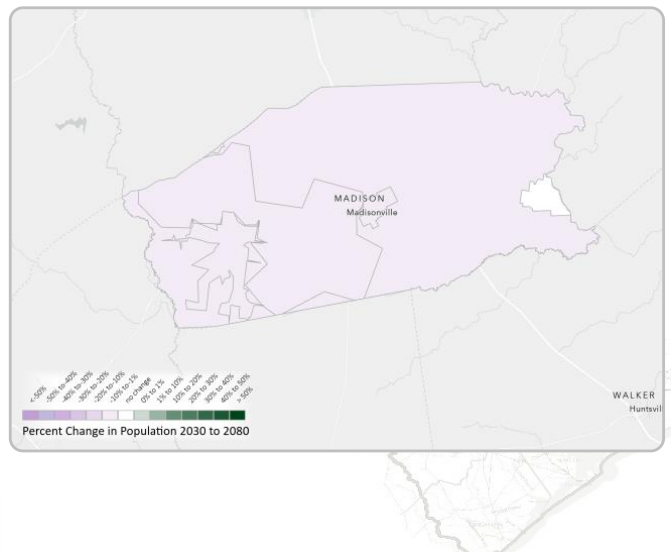 MADISON
Madisonville
WALKER
Huntsvil
<-50%
-50% to -40%
-40% to -30%
-30% to -20%
-20% to -10%
-10% to -1%
no change
0% to 1%
1% to 10%
10% to 20%
20% to 30%
30% to 40%
40% to 50%
> 50%
Percent Change in Population 2030 to 2080